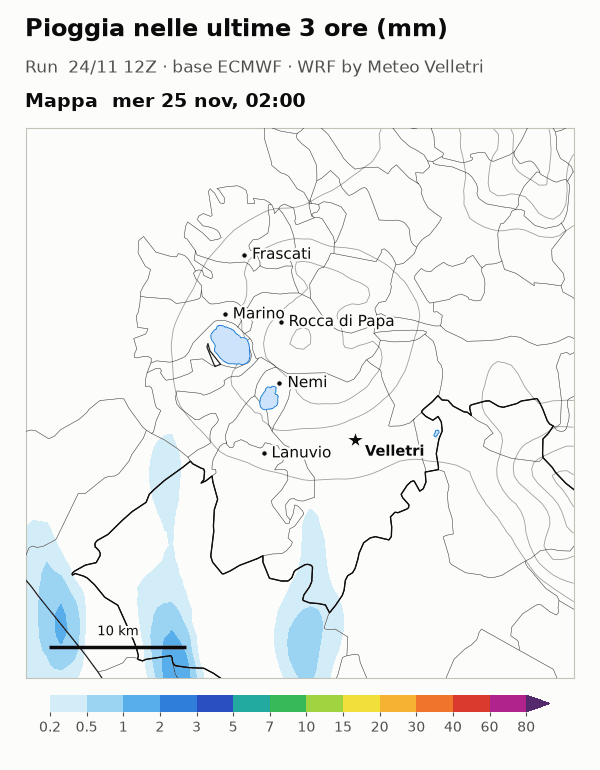 Pioggia nelle ultime 3 ore (mm)
Run  24/11 12Z · base ECMWF · WRF by Meteo Velletri
Mappa  mer 25 nov, 02:00
Frascati
Marino
Rocca di Papa
Nemi
Lanuvio
Velletri
10 km
0.2 0.5 1 2 3 5 7 10 15 20 30 40 60 80